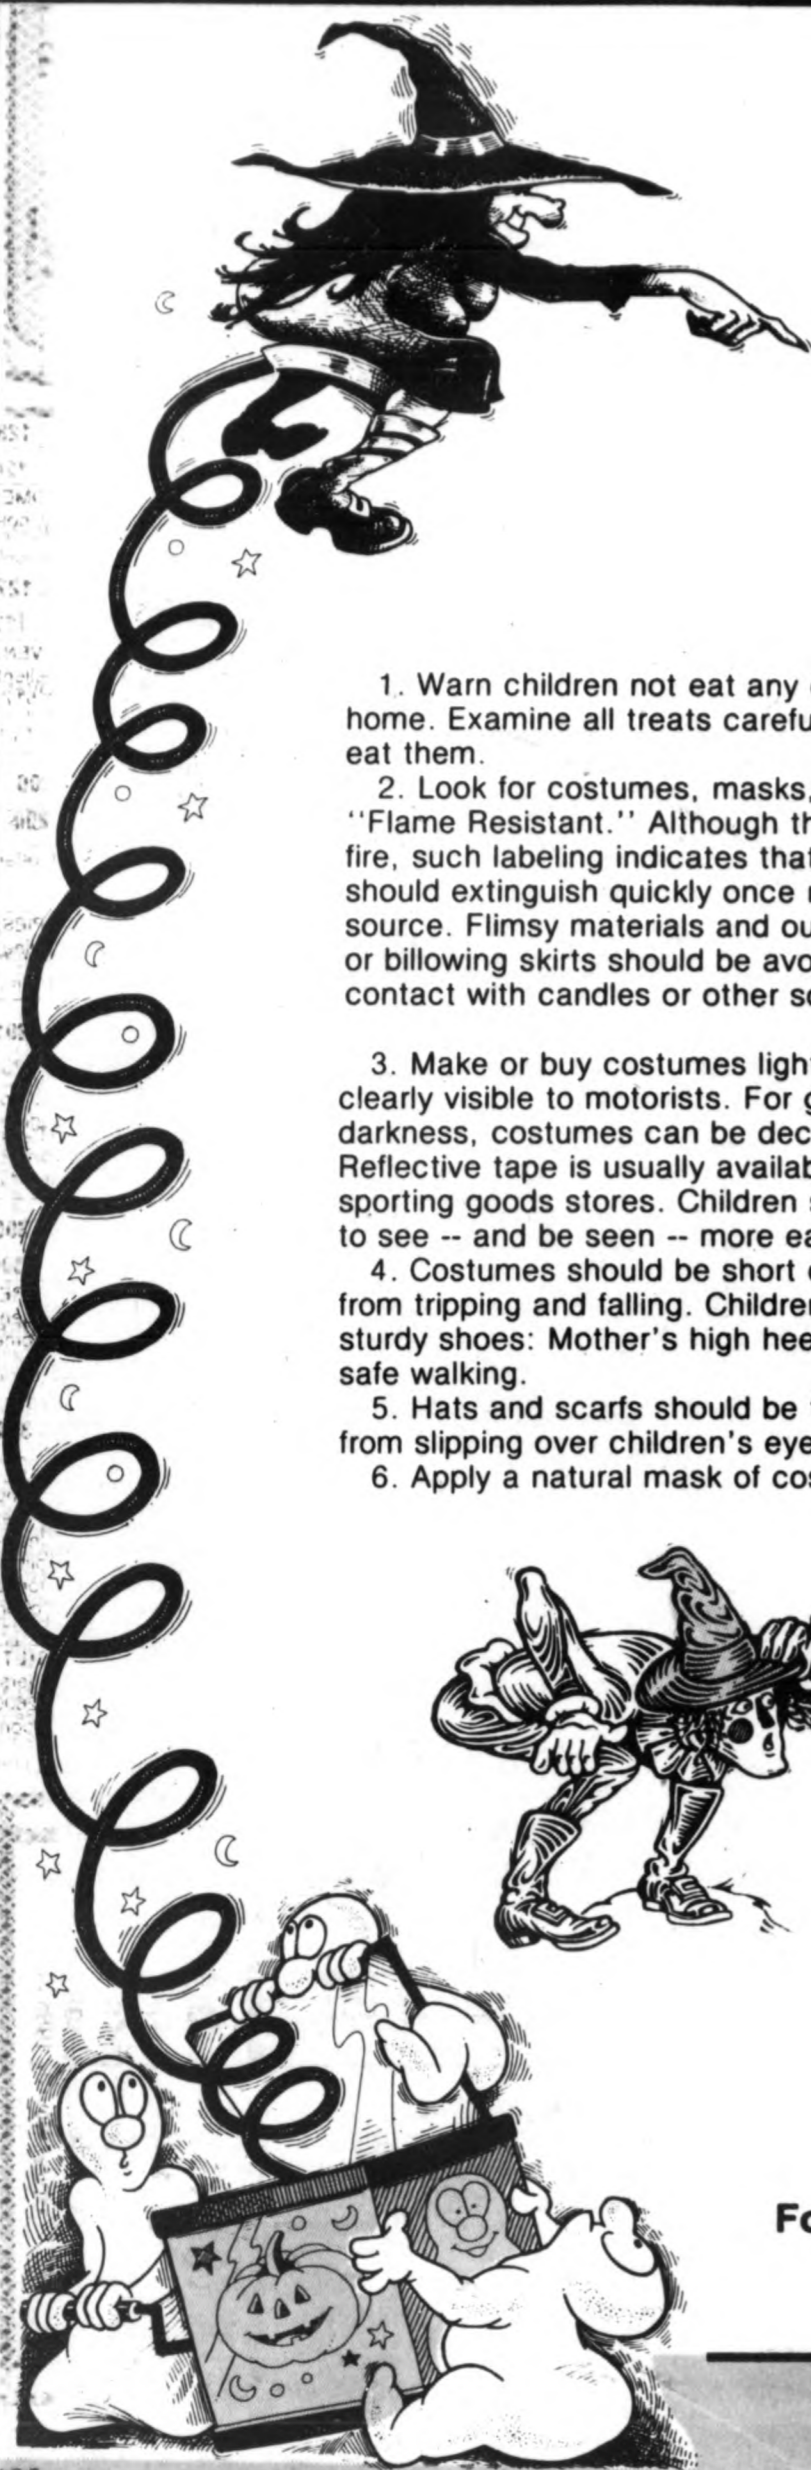 1. Warn children not eat any
home. Examine all treats carefu
eat them.
2. Look for costumes, masks,
"Flame Resistant." Although th
fire, such labeling indicates that
should extinguish quickly once
source. Flimsy materials and ou
or billowing skirts should be avo
contact with candles or other so
3. Make or buy costumes ligh
clearly visible to motorists. For g
darkness, costumes can be dec
Reflective tape is usually availab
sporting goods stores. Children
to see -- and be seen -- more ea
4. Costumes should be short
from tripping and falling. Children
sturdy shoes: Mother's high hee
safe walking.
5. Hats and scarfs should be
from slipping over children's eye
6. Apply a natural mask of cos
Fo